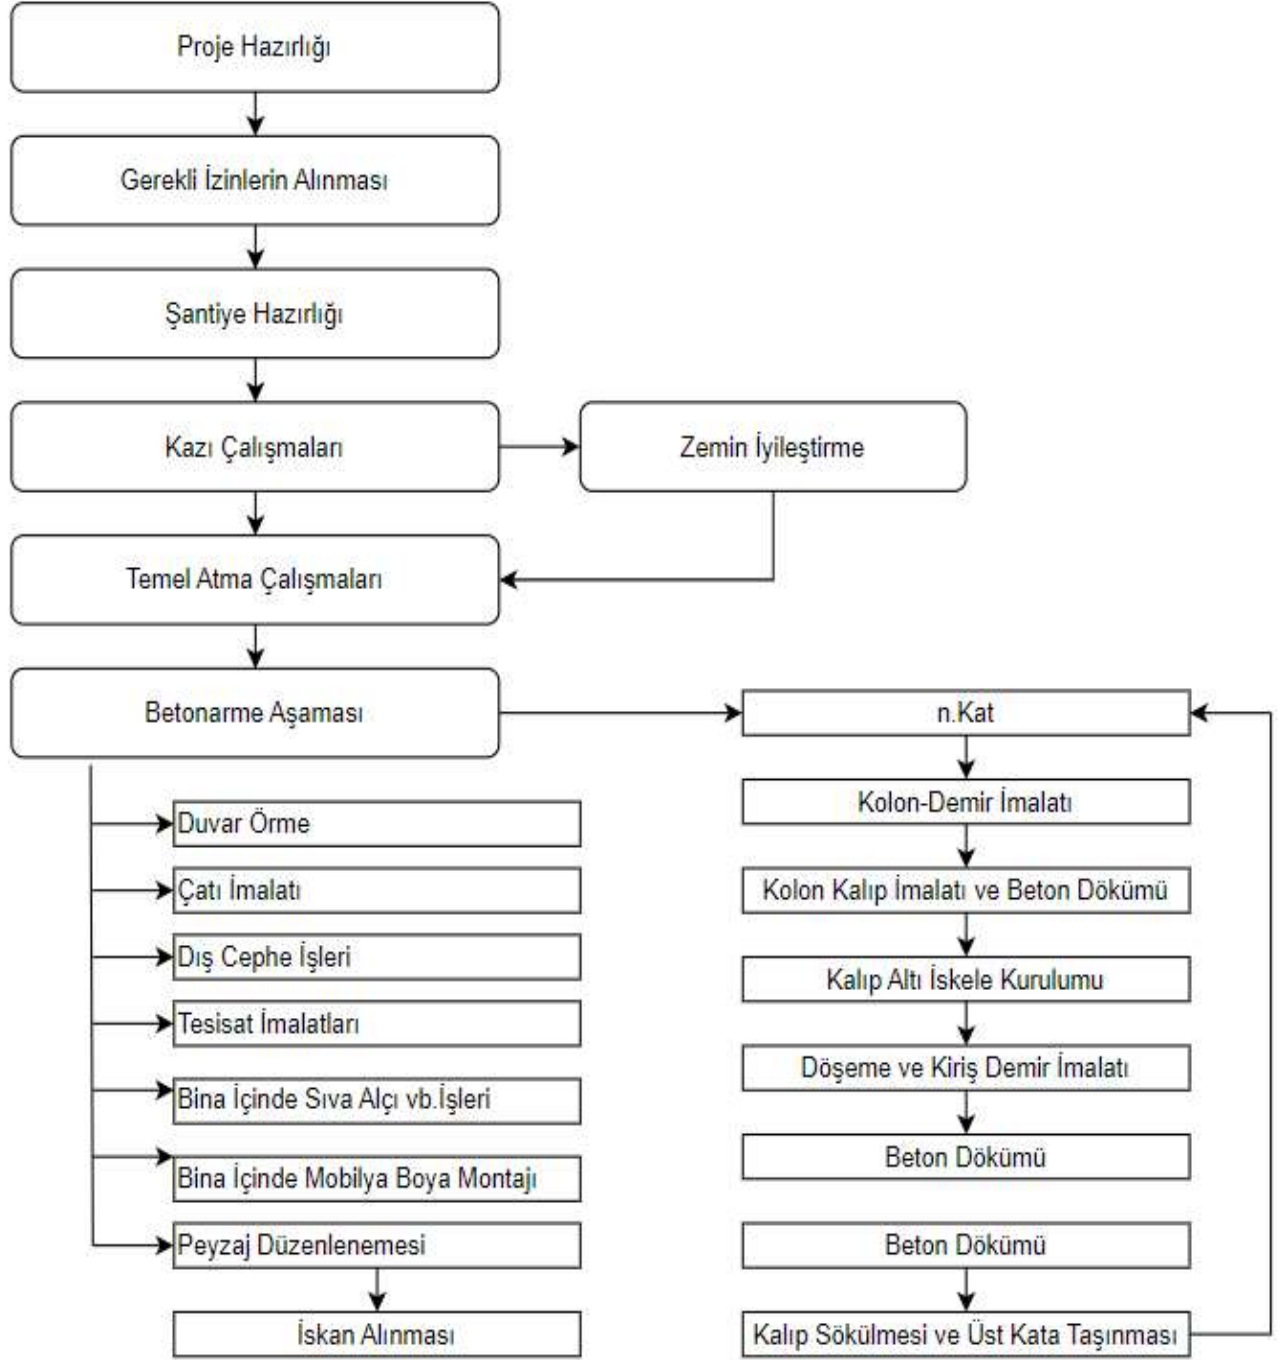 Proje Hazırlığı
Gerekli İzinlerin Alınması
Şantiye Hazırlığı
Kazı Çalışmaları
Zemin İyileştirme
Temel Atma Çalışmaları
Betonarme Aşaması
Duvar Örme
Çatı İmalatı
Dış Cephe İşleri
Tesisat İmalatları
Bina İçinde Sıva Alçı vb.İşleri
Bina İçinde Mobilya Boya Montajı
Peyzaj Düzenlenemesi
İskan Alınması
n.Kat
Kolon-Demir İmalatı
Kolon Kalıp İmalatı ve Beton Dökümü
Kalıp Altı İskele Kurulumu
Döşeme ve Kiriş Demir İmalatı
Beton Dökümü
Beton Dökümü
Kalıp Sökülmesi ve Üst Kata Taşınması